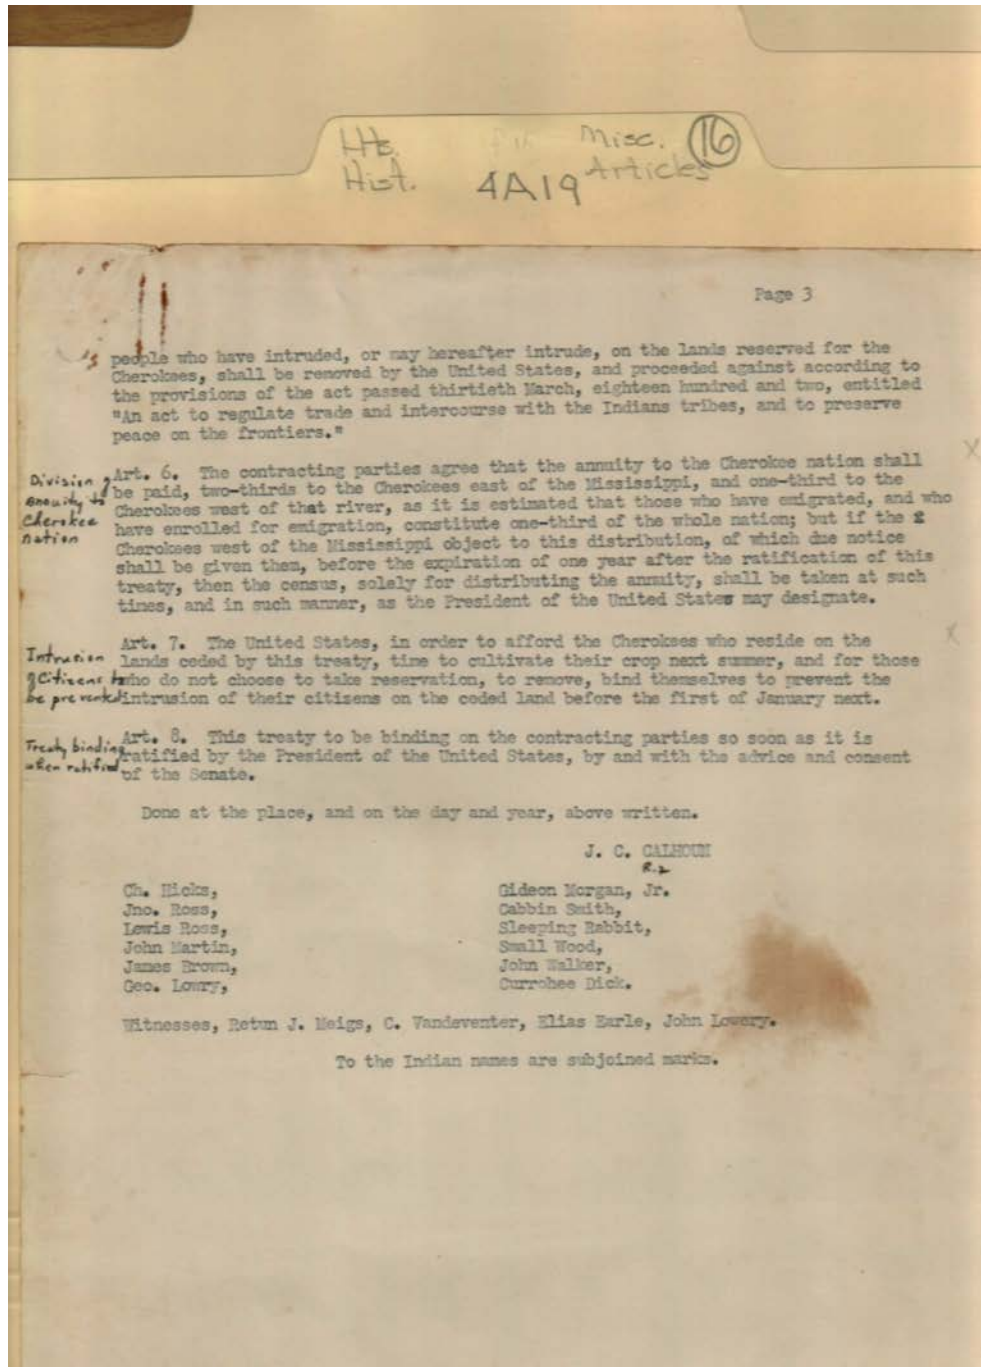 Hts. Misc. 16
Hist. 4A19 Articles
Page 3
people who have intruded, or may hereafter intrude, on the lands reserved for the
Cherokees, shall be removed by the United States, and proceeded against according to
the provisions of the act passed thirtieth March, eighteen hundred and two, entitled
"An act to regulate trade and intercourse with the Indians tribes, and to preserve
peace on the frontiers."
Division of
annuity to
Cherokee
nation
Art. 6. The contracting parties agree that the annuity to the Cherokee nation shall
be paid, two-thirds to the Cherokees east of the Mississippi, and one-third to the
Cherokees west of that river, as it is estimated that those who have emigrated, and who
have enrolled for emigration, constitute one-third of the whole nation; but if the
Cherokees west of the Mississippi object to this distribution, of which due notice
shall be given them, before the expiration of one year after the ratification of this
treaty, then the census, solely for distributing the annuity, shall be taken at such
times, and in such manner, as the President of the United States may designate.
Intrusion
of Citizens to
be prevented
Art. 7. The United States, in order to afford the Cherokees who reside on the
lands ceded by this treaty, time to cultivate their crop next summer, and for those
who do not choose to take reservation, to remove, bind themselves to prevent the
intrusion of their citizens on the ceded land before the first of January next.
Treaty binding
when ratified
Art. 8. This treaty to be binding on the contracting parties so soon as it is
ratified by the President of the United States, by and with the advice and consent
of the Senate.
Done at the place, and on the day and year, above written.
J. C. CALHOUN
Ch. Hicks,
Jno. Ross,
Lewis Ross,
John Martin,
James Brown,
Geo. Lowry,
Gideon Morgan, Jr.
Cabbin Smith,
Sleeping Rabbit,
Small Wood,
John Walker,
Currohee Dick.
Witnesses, Retun J. Meigs, C. Vandeventer, Elias Earle, John Lowery.
To the Indian names are subjoined marks.